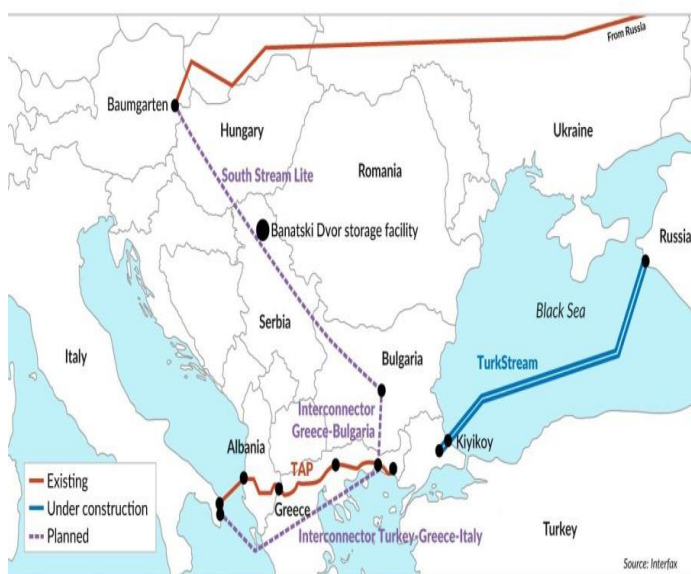 From Russia
Baumgarten
Hungary
Ukraine
South Stream Lite
Romania
Banatski Dvor storage facility
Russia
Black Sea
Serbia
Italy
Bulgaria
TurkStream
Interconnector
Greece-Bulgaria
Kiyikoy
Albania
TAP
Existing
Greece
Under construction
Interconnector Turkey-Greece-Italy
Turkey
Planned
Source: Interfax